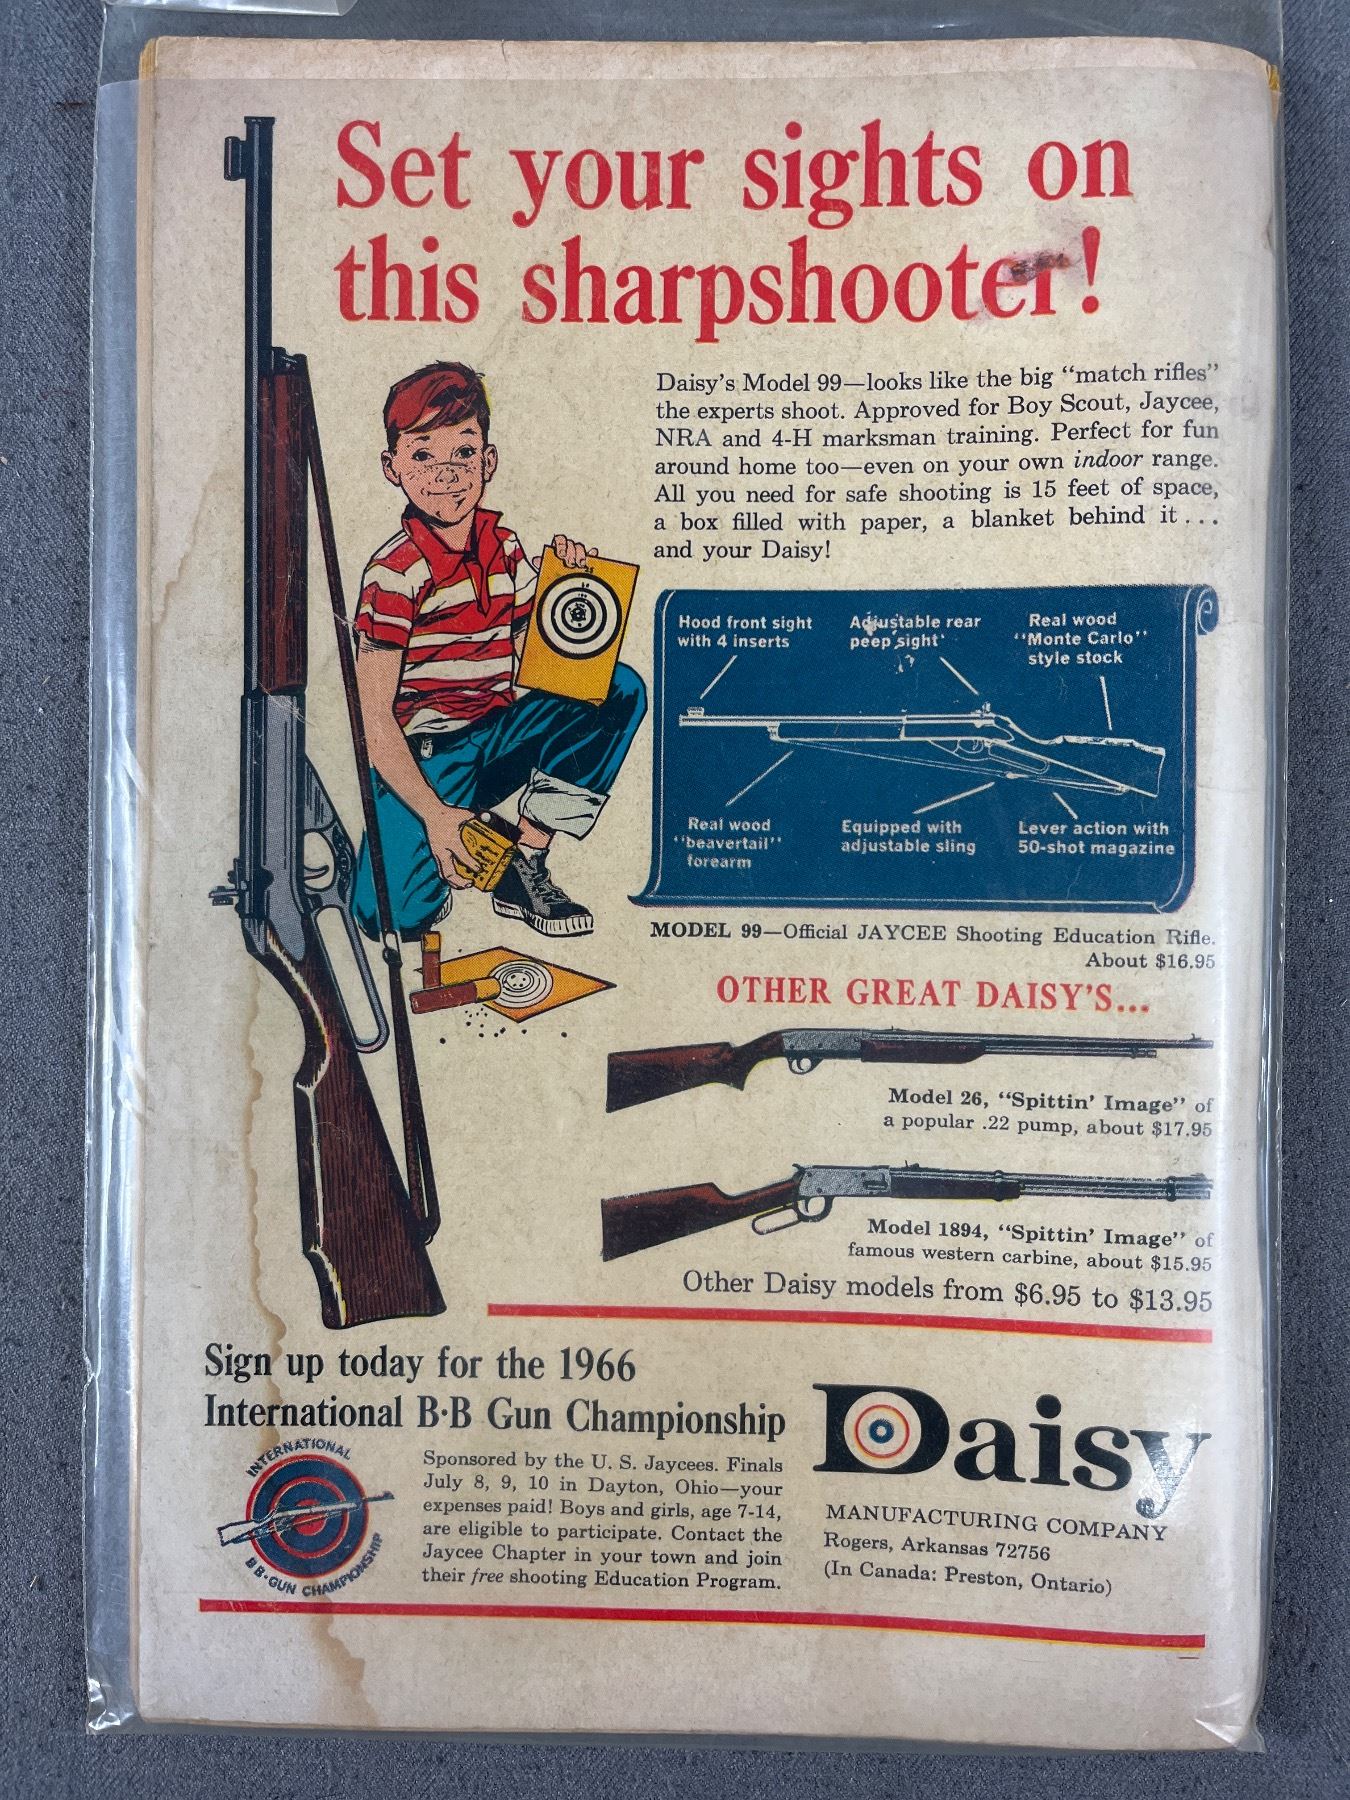 Set your sights on
this sharpshooter!
Daisy's Model 99—looks like the big "match rifles"
the experts shoot. Approved for Boy Scout, Jaycee,
NRA and 4-H marksman training. Perfect for fun
around home too—even on your own indoor range.
All you need for safe shooting is 15 feet of space,
a box filled with paper, a blanket behind it...
and your Daisy!
Hood front sight
with 4 inserts
Adjustable rear
peep sight
Real wood
"Monte Carlo"
style stock
Real wood
"beavertail"
forearm
Equipped with
adjustable sling
Lever action with
50-shot magazine
MODEL 99—Official JAYCEE Shooting Education Rifle.
About $16.95
OTHER GREAT DAISY'S...
Model 26, "Spittin' Image" of
a popular .22 pump, about $17.95
Model 1894, "Spittin' Image" of
famous western carbine, about $15.95
Other Daisy models from $6.95 to $13.95
Sign up today for the 1966
International B·B Gun Championship
INTERNATIONAL
B·B·GUN CHAMPIONSHIP
Sponsored by the U. S. Jaycees. Finals
July 8, 9, 10 in Dayton, Ohio—your
expenses paid! Boys and girls, age 7-14,
are eligible to participate. Contact the
Jaycee Chapter in your town and join
their free shooting Education Program.
Daisy
MANUFACTURING COMPANY
Rogers, Arkansas 72756
(In Canada: Preston, Ontario)